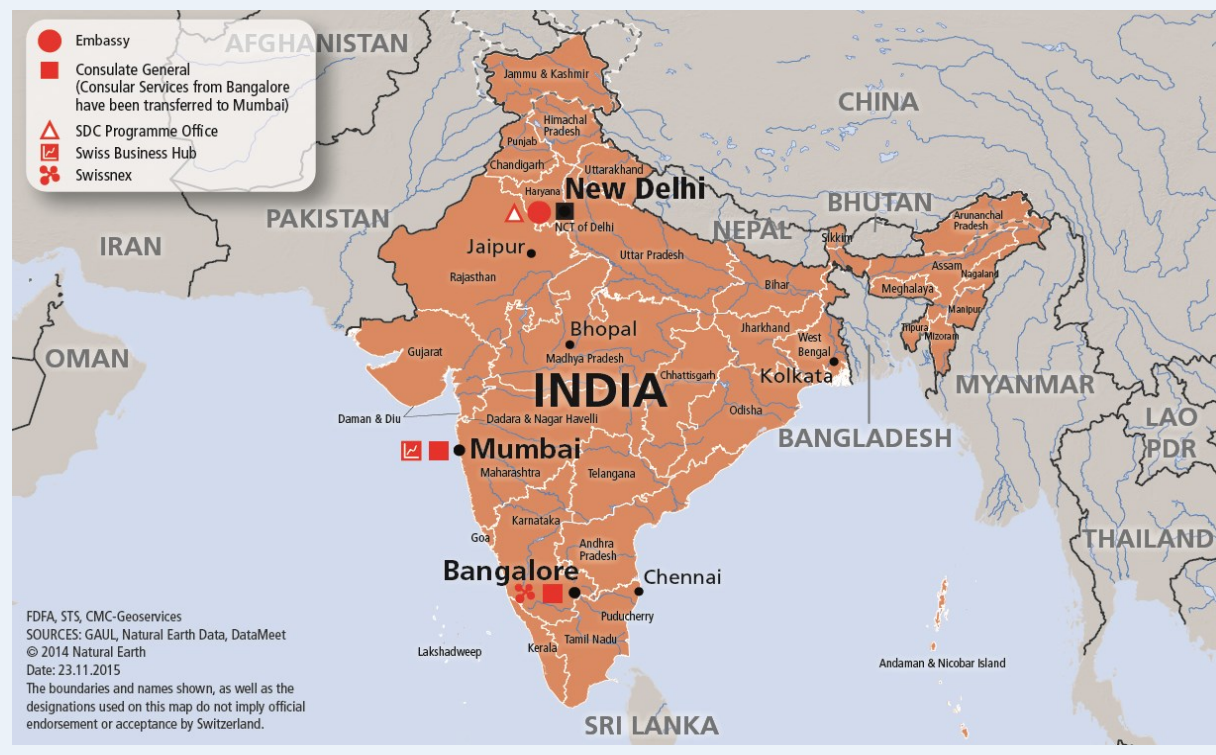 Embassy
Consulate General
(Consular Services from Bangalore
have been transferred to Mumbai)
SDC Programme Office
Swiss Business Hub
Swissnex
AFGHANISTAN
CHINA
PAKISTAN
IRAN
OMAN
NEPAL
BHUTAN
BANGLADESH
MYANMAR
LAO
PDR
THAILAND
SRI LANKA
INDIA
Jammu & Kashmir
Himachal
Pradesh
Punjab
Chandigarh
Uttarakhand
Haryana
New Delhi
NCT of Delhi
Jaipur
Rajasthan
Uttar Pradesh
Sikkim
Arunanchal
Pradesh
Assam
Nagaland
Meghalaya
Manipur
Tripura
Mizoram
Bihar
Jharkhand
West
Bengal
Kolkata
Bhopal
Madhya Pradesh
Gujarat
Chhattisgarh
Odisha
Daman & Diu
Dadara & Nagar Havelli
Mumbai
Maharashtra
Telangana
Karnataka
Goa
Andhra
Pradesh
Bangalore
Chennai
Puducherry
Tamil Nadu
Kerala
Lakshadweep
Andaman & Nicobar Island
FDFA, STS, CMC-Geoservices
SOURCES: GAUL, Natural Earth Data, DataMeet
© 2014 Natural Earth
Date: 23.11.2015
The boundaries and names shown, as well as the
designations used on this map do not imply official
endorsement or acceptance by Switzerland.